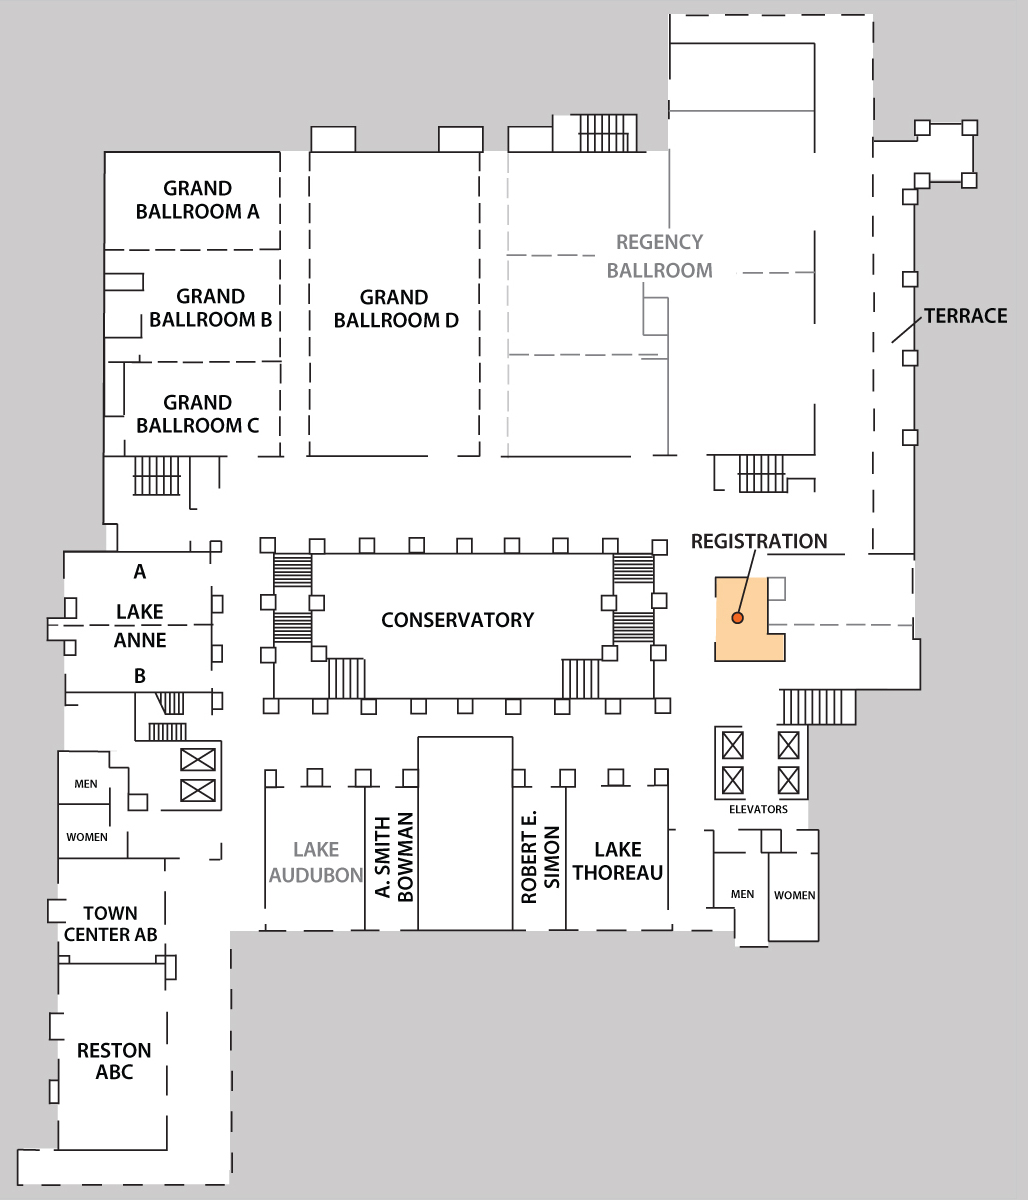 GRAND
BALLROOM A
GRAND
BALLROOM B
GRAND
BALLROOM C
GRAND
BALLROOM D
REGENCY
BALLROOM
TERRACE
REGISTRATION
A
LAKE
ANNE
B
CONSERVATORY
MEN
WOMEN
ELEVATORS
LAKE
AUDUBON
A. SMITH
BOWMAN
ROBERT E.
SIMON
LAKE
THOREAU
MEN
WOMEN
TOWN
CENTER AB
RESTON
ABC